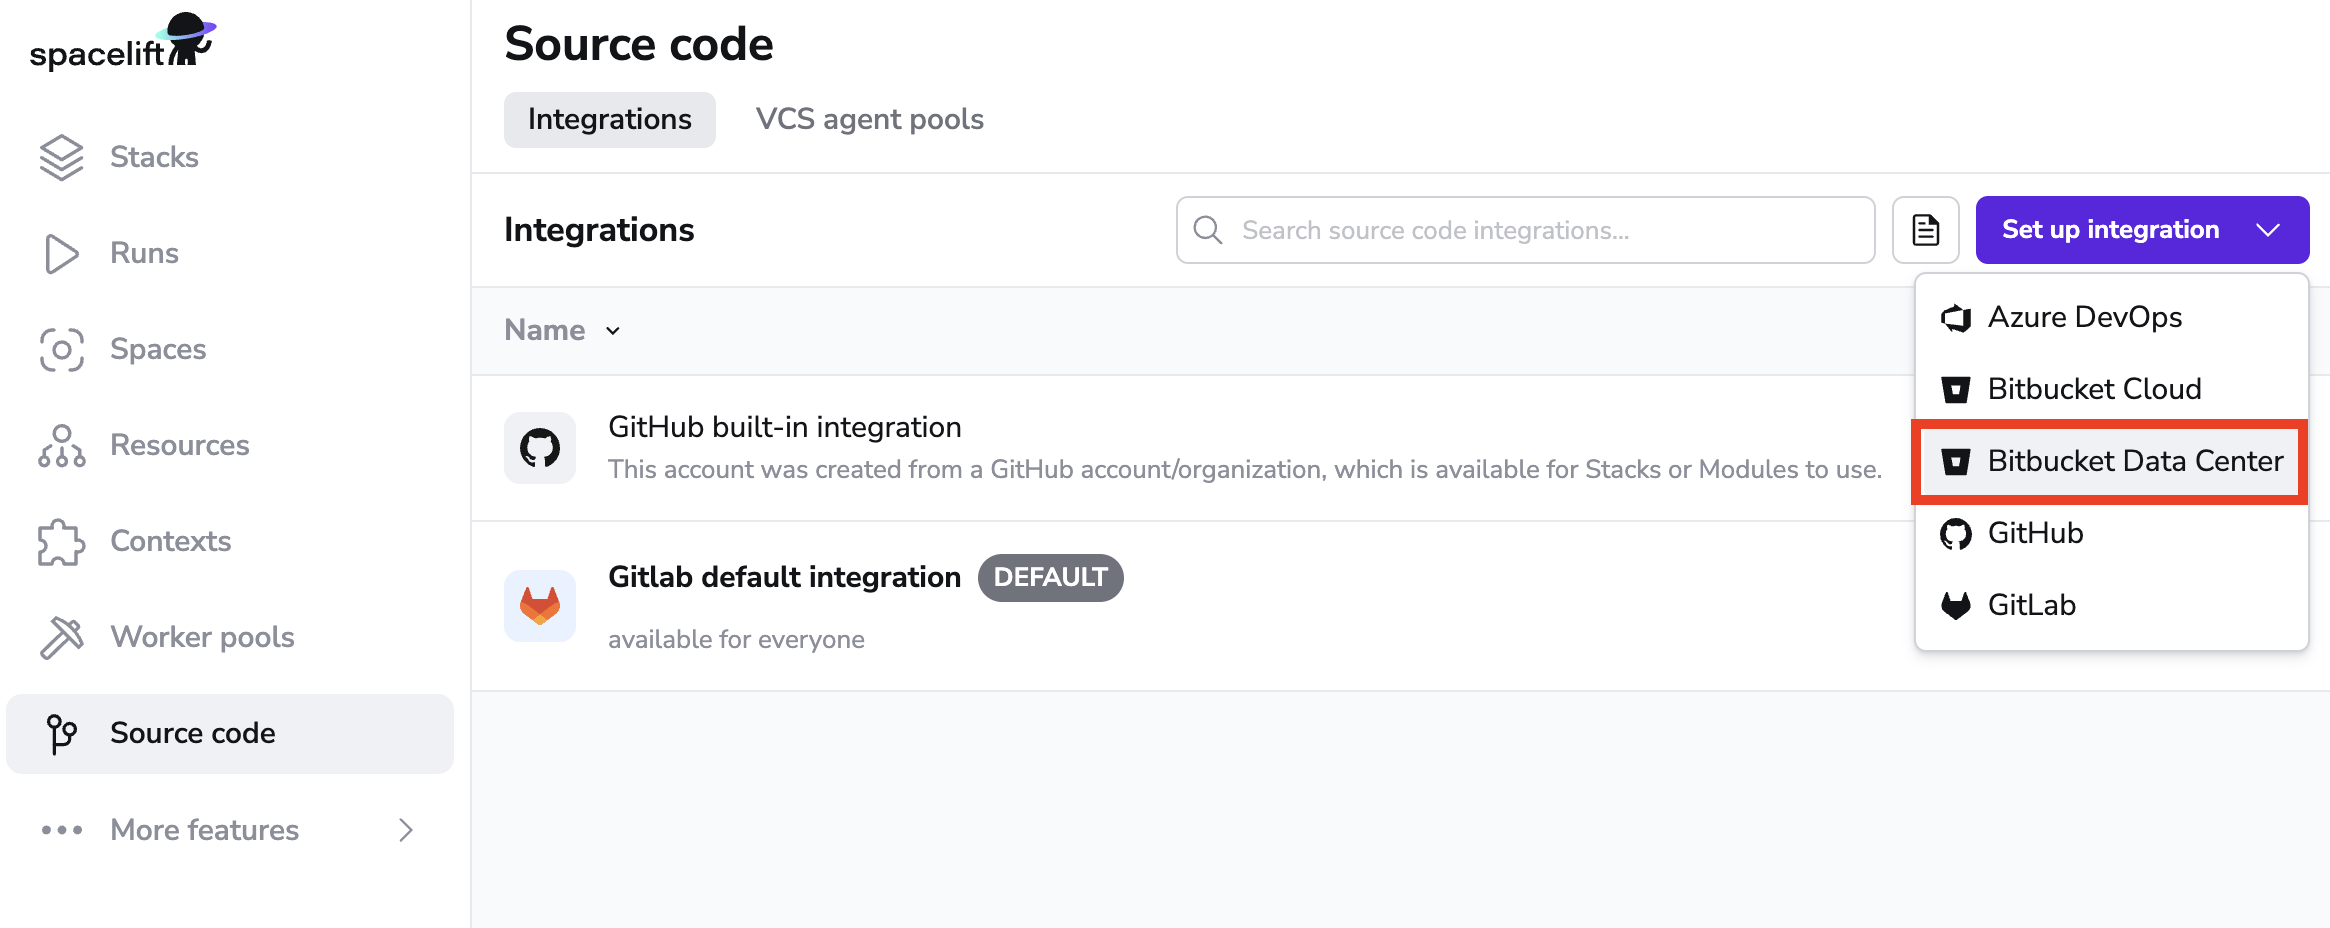 spacelift
Stacks
Runs
Spaces
Resources
Contexts
Worker pools
Source code
More features
Source code
Integrations
VCS agent pools
Integrations
Search source code integrations...
Set up integration
Name
GitHub built-in integration
This account was created from a GitHub account/organization, which is available for Stacks or Modules to use.
Gitlab default integration DEFAULT
available for everyone
Azure DevOps
Bitbucket Cloud
Bitbucket Data Center
GitHub
GitLab